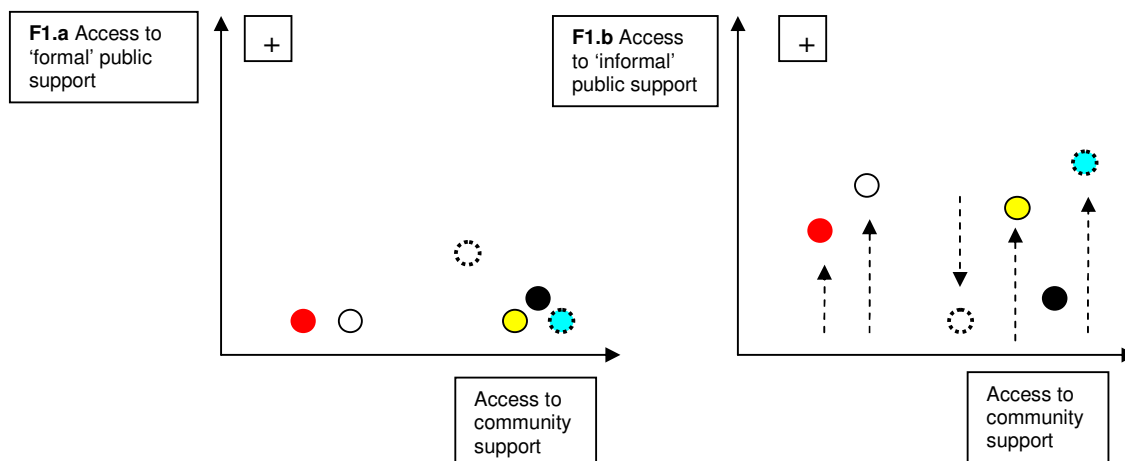 F1.a Access to
‘formal’ public
support
+
F1.b Access
to ‘informal’
public support
+
Access to
community
support
Access to
community
support